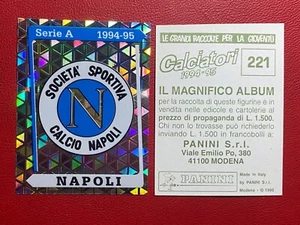 Serie A 1994-95
SOCIETA' SPORTIVA
N
CALCIO NAPOLI
NAPOLI
LE GRANDI RACCOLTE PER LA GIOVENTÙ
Calciatori
1994-95
221
IL MAGNIFICO ALBUM
per la raccolta di queste figurine è in
vendita nelle edicole e cartolerie al
prezzo di propaganda di L. 1.500.
Chi non lo trovasse può richiederlo
inviando L. 1.500 in francobolli a:
PANINI S.r.l.
Viale Emilio Po, 380
41100 MODENA
PANINI
Made in Italy
by PANINI S.r.l.
Modena - © 1995